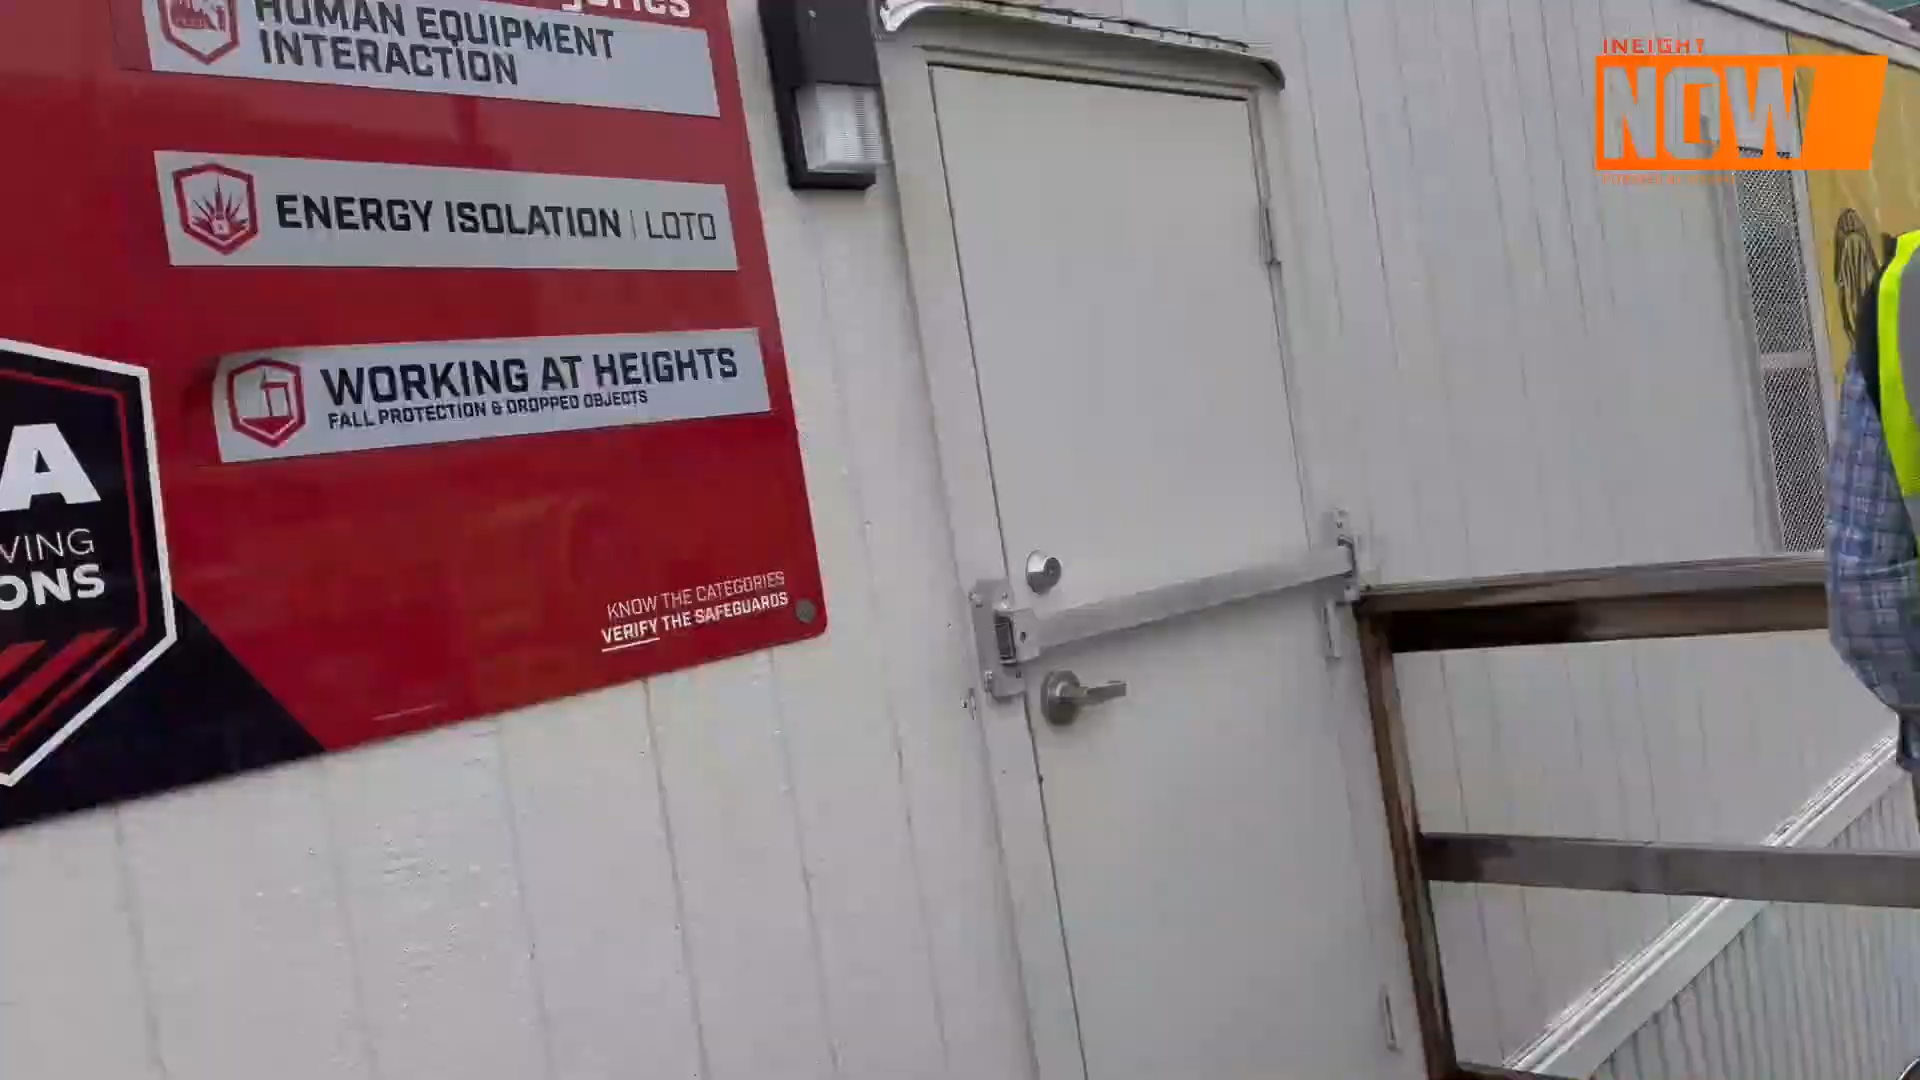 HUMAN EQUIPMENT
INTERACTION
ENERGY ISOLATION | LOTO
WORKING AT HEIGHTS
FALL PROTECTION & DROPPED OBJECTS
A
VING
ONS
KNOW THE CATEGORIES
VERIFY THE SAFEGUARDS
INEIGHT
NOW